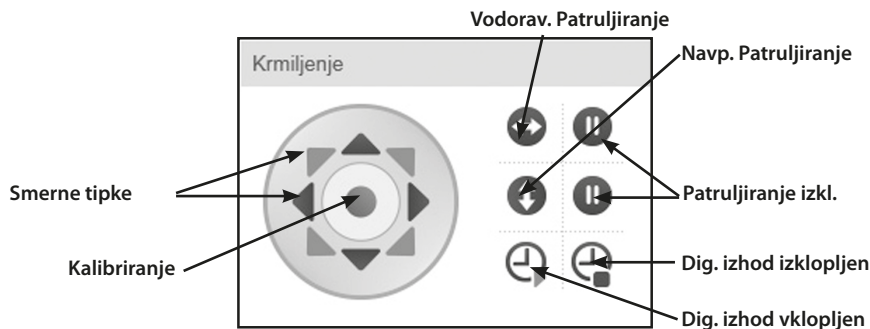 Vodorav. Patruljiranje
Navp. Patruljiranje
Krmiljenje
Smerne tipke
Patruljiranje izkl.
Kalibriranje
Dig. izhod izklopljen
Dig. izhod vklopljen